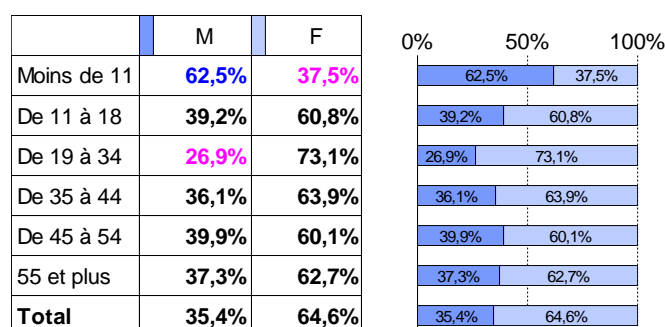 M F
0% 50% 100%
Moins de 11 62,5% 37,5% 62,5% 37,5%
De 11 à 18 39,2% 60,8% 39,2% 60,8%
De 19 à 34 26,9% 73,1% 26,9% 73,1%
De 35 à 44 36,1% 63,9% 36,1% 63,9%
De 45 à 54 39,9% 60,1% 39,9% 60,1%
55 et plus 37,3% 62,7% 37,3% 62,7%
Total 35,4% 64,6% 35,4% 64,6%